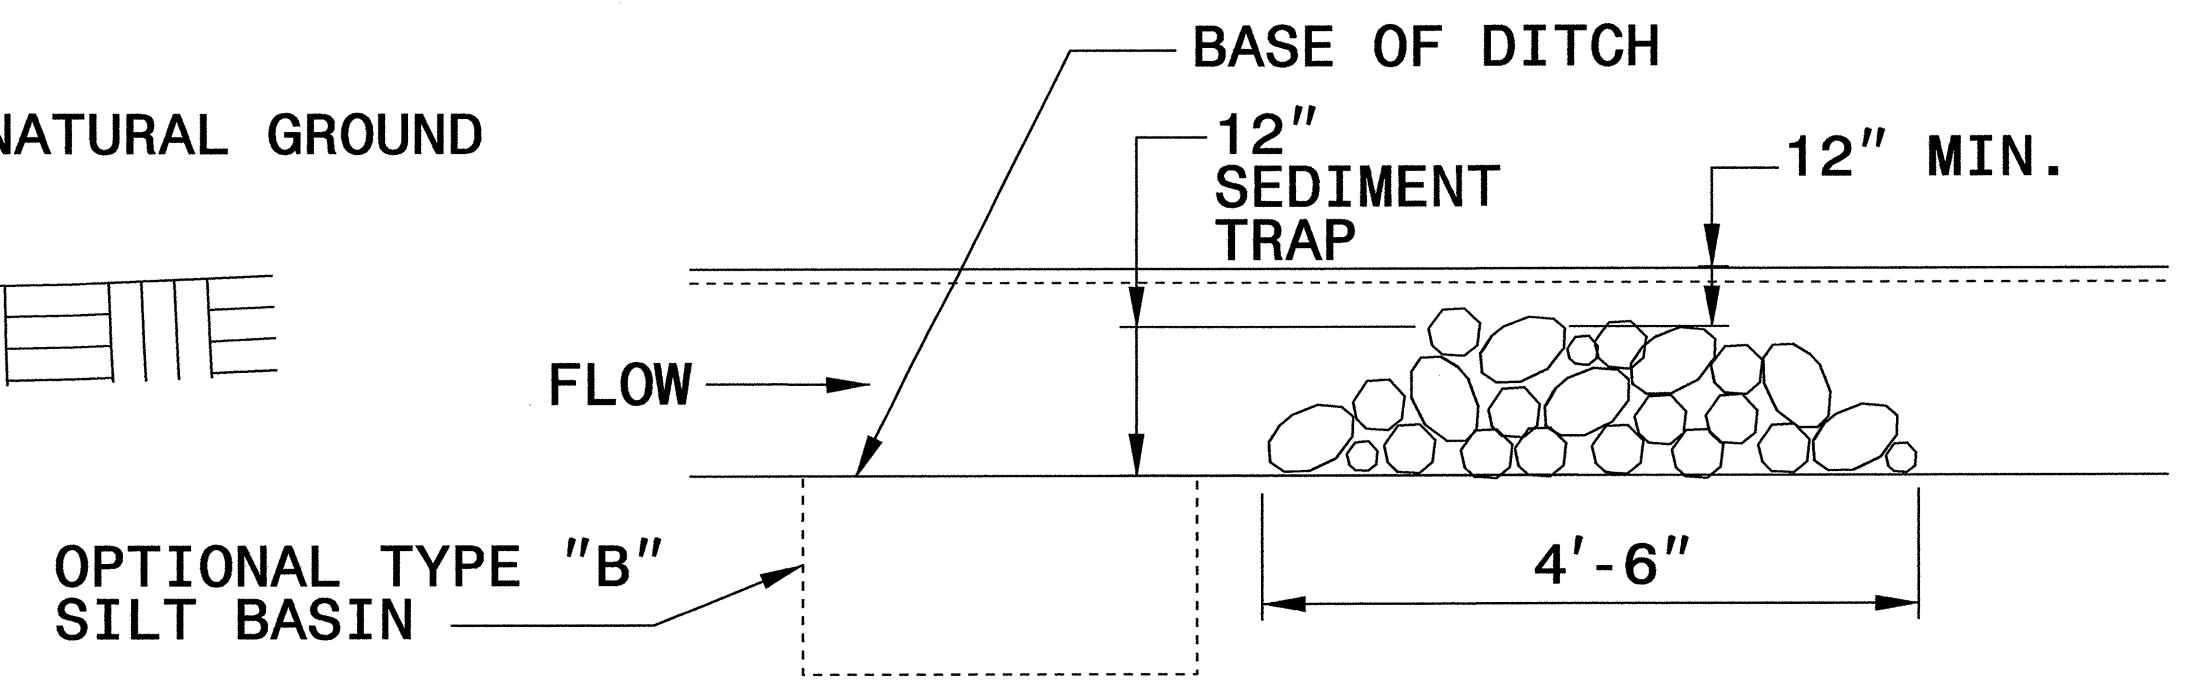 BASE OF DITCH
NATURAL GROUND
12"
SEDIMENT
TRAP
12" MIN.
FLOW
OPTIONAL TYPE "B"
SILT BASIN
4'-6"